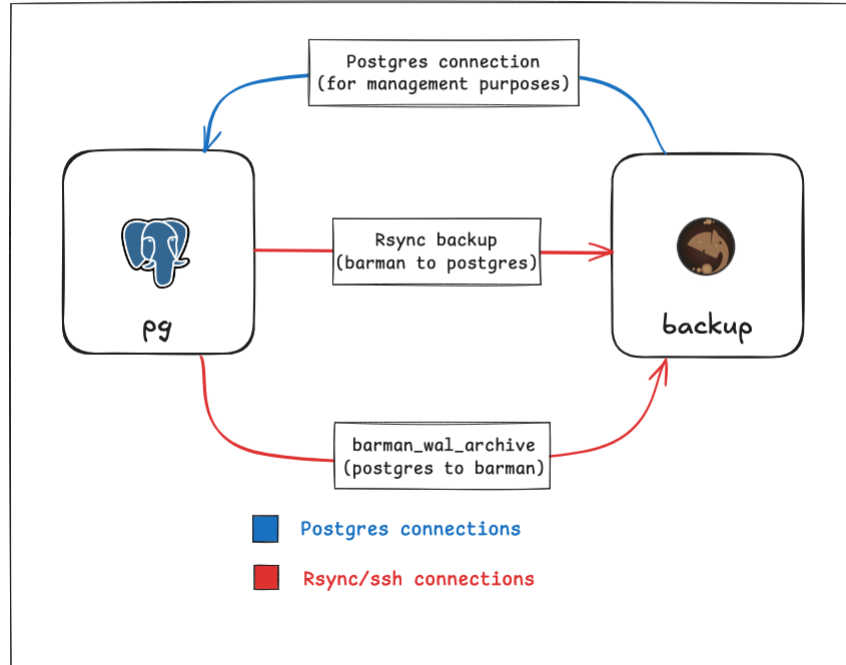 Postgres connection
(for management purposes)
Rsync backup
(barman to postgres)
pg
backup
barman_wal_archive
(postgres to barman)
Postgres connections
Rsync/ssh connections